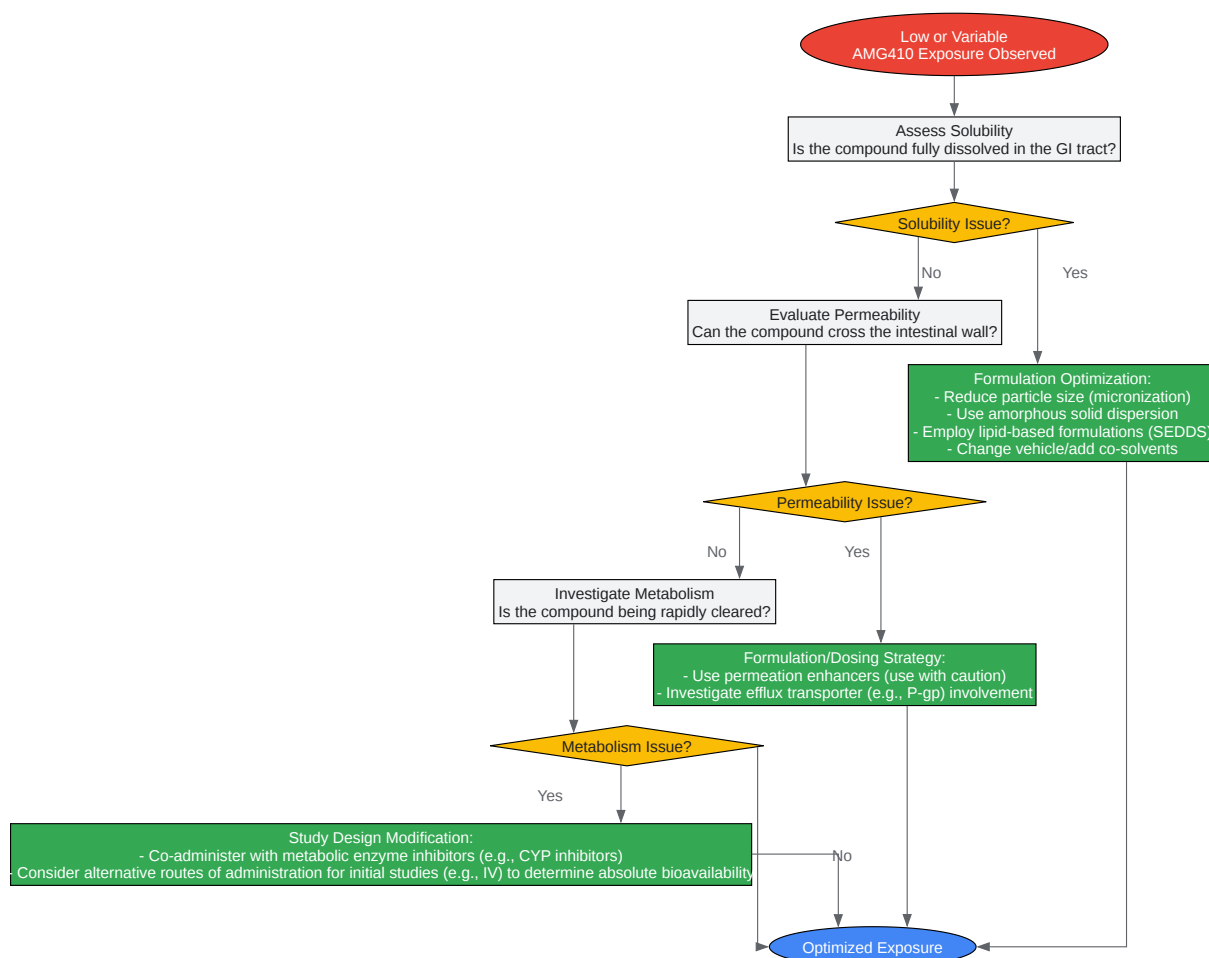 Low or Variable
AMG410 Exposure Observed
Assess Solubility
Is the compound fully dissolved in the GI tract?
Solubility Issue?
No
Yes
Evaluate Permeability
Can the compound cross the intestinal wall?
Formulation Optimization:
- Reduce particle size (micronization)
- Use amorphous solid dispersion
- Employ lipid-based formulations (SEDDS)
- Change vehicle/add co-solvents
Permeability Issue?
No
Yes
Investigate Metabolism
Is the compound being rapidly cleared?
Formulation/Dosing Strategy:
- Use permeation enhancers (use with caution)
- Investigate efflux transporter (e.g., P-gp) involvement
Metabolism Issue?
Yes
Study Design Modification:
- Co-administer with metabolic enzyme inhibitors (e.g., CYP inhibitors)
- Consider alternative routes of administration for initial studies (e.g., IV) to determine absolute bioavailability
No
Optimized Exposure